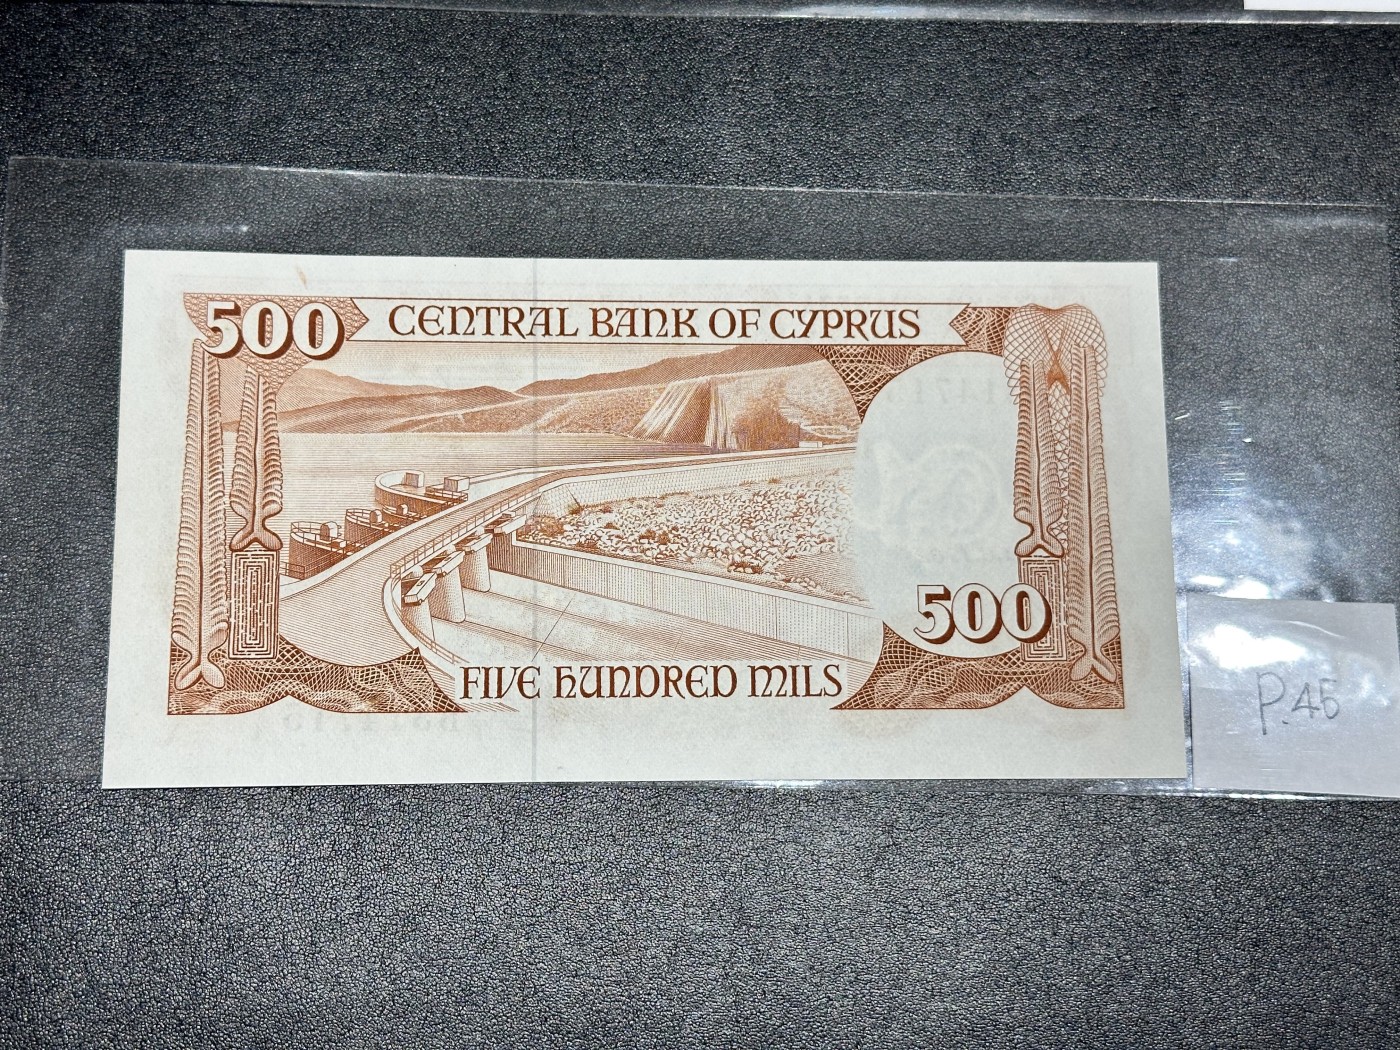 500
CENTRAL BANK OF CYPRUS
500
FIVE HUNDRED MILS
P.45